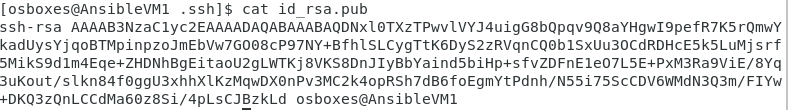 [osboxes@AnsibleVM1 .ssh]$ cat id_rsa.pub
ssh-rsa AAAAB3NzaC1yc2EAAAADAQABAAABAQDNxl0TXzTPwvlVYJ4uigG8bQpqv9Q8aYHgwI9pefR7K5rQmwY
kadUysYjqoBTMpinpzoJmEbVw7GO08cP97NY+BfhlSLCygTtK6DyS2zRVqnCQ0b1SxUu3OCdRDHcE5k5LuMjsrf
5MikS9d1m4Eqe+ZHDNhBgEitaoU2gLWTKj8VKS8DnJIyBbYaind5biHp+sfvZDFnE1eO7L5E+PxM3Ra9ViE/8Yq
3uKout/slkn84f0ggU3xhhXlKzMqwDX0nPv3MC2k4opRSh7dB6foEgmYtPdnh/N55i75ScCDV6WMdN3Q3m/FIYw
+DKQ3zQnLCCdMa60z8Si/4pLsCJBzkLd osboxes@AnsibleVM1